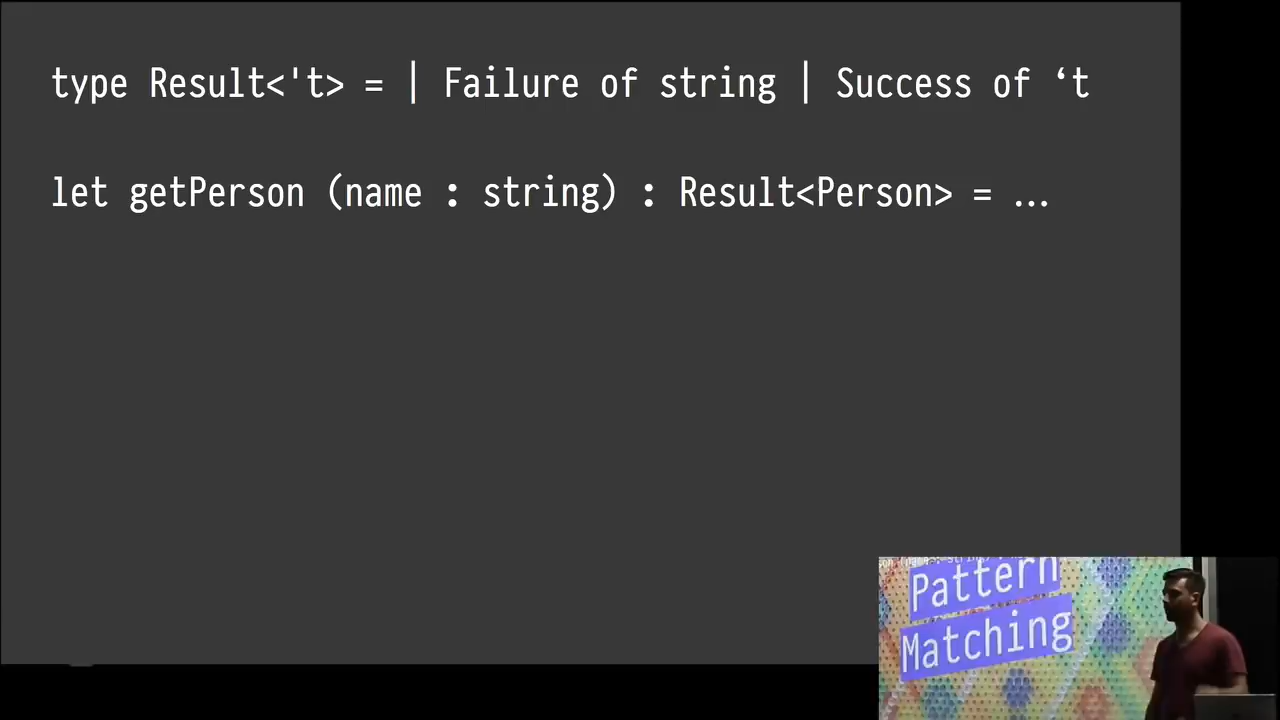 type Result<'t> = | Failure of string | Success of ‘t
let getPerson (name : string) : Result<Person> = ...
Pattern
Matching